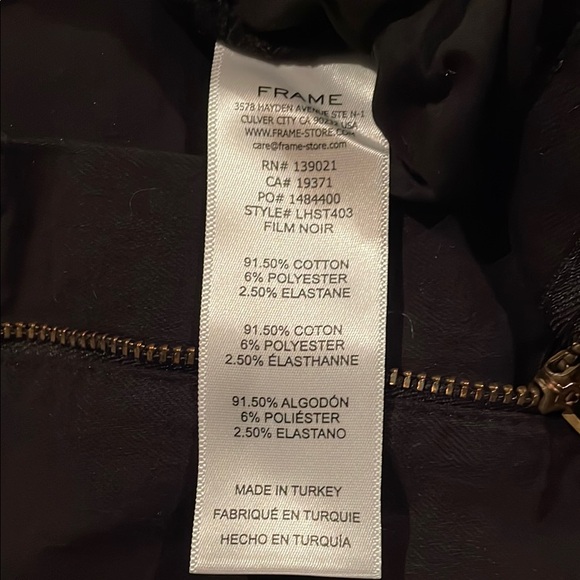 FRAME
3578 HAYDEN AVENUE STE N-1
CULVER CITY CA USA
WWW.FRAME-STORE.COM
care@frame-store.com
RN# 139021
CA# 19371
PO# 1484400
STYLE# LHST403
FILM NOIR
91.50% COTTON
6% POLYESTER
2.50% ELASTANE
91.50% COTON
6% POLYESTER
2.50% ÉLASTHANNE
91.50% ALGODÓN
6% POLIÉSTER
2.50% ELASTANO
MADE IN TURKEY
FABRIQUÉ EN TURQUIE
HECHO EN TURQUÍA